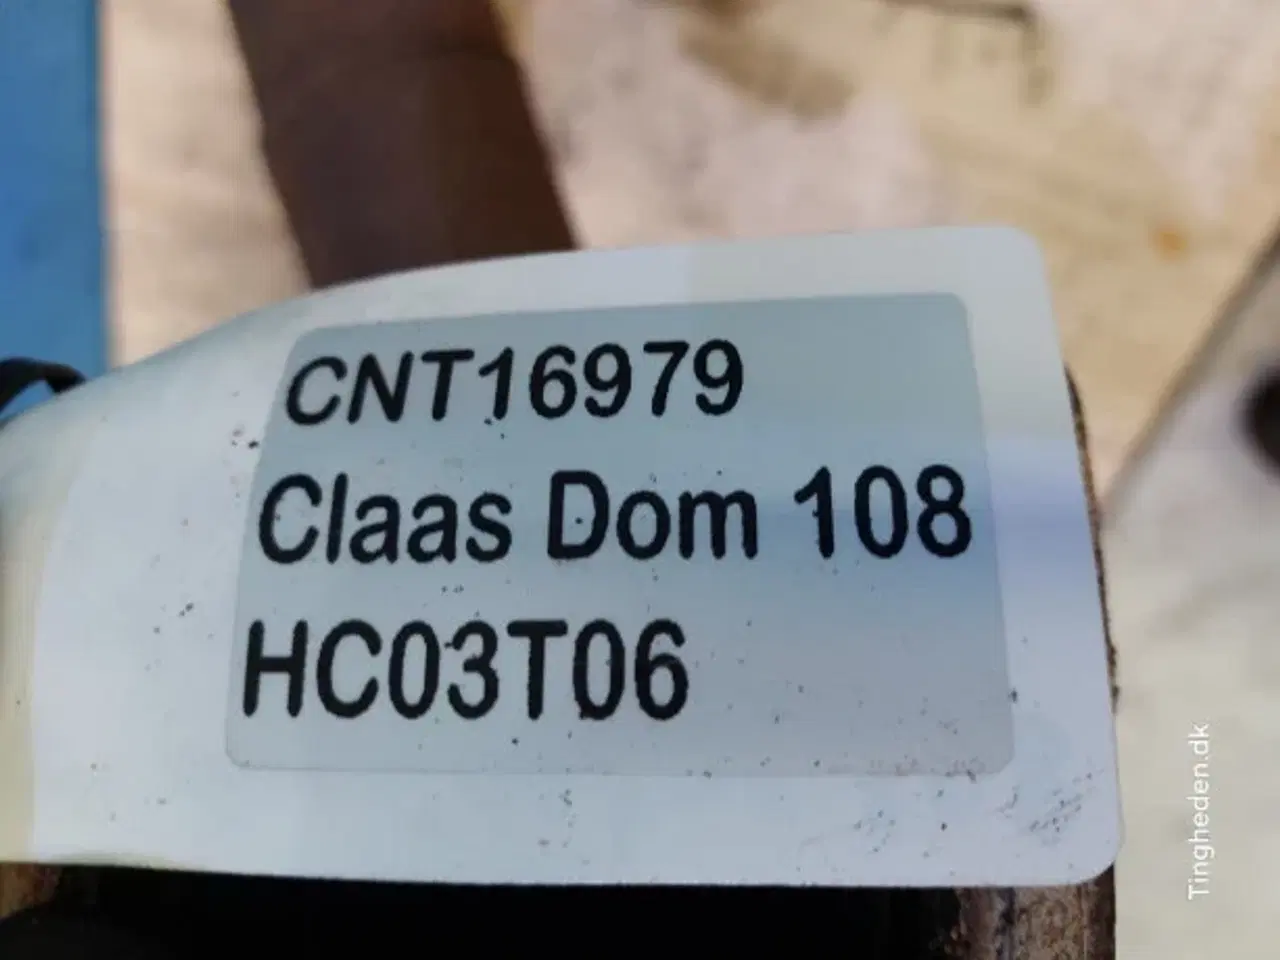 CNT16979
Claas Dom 108
HC03T06
Tingheden.dk